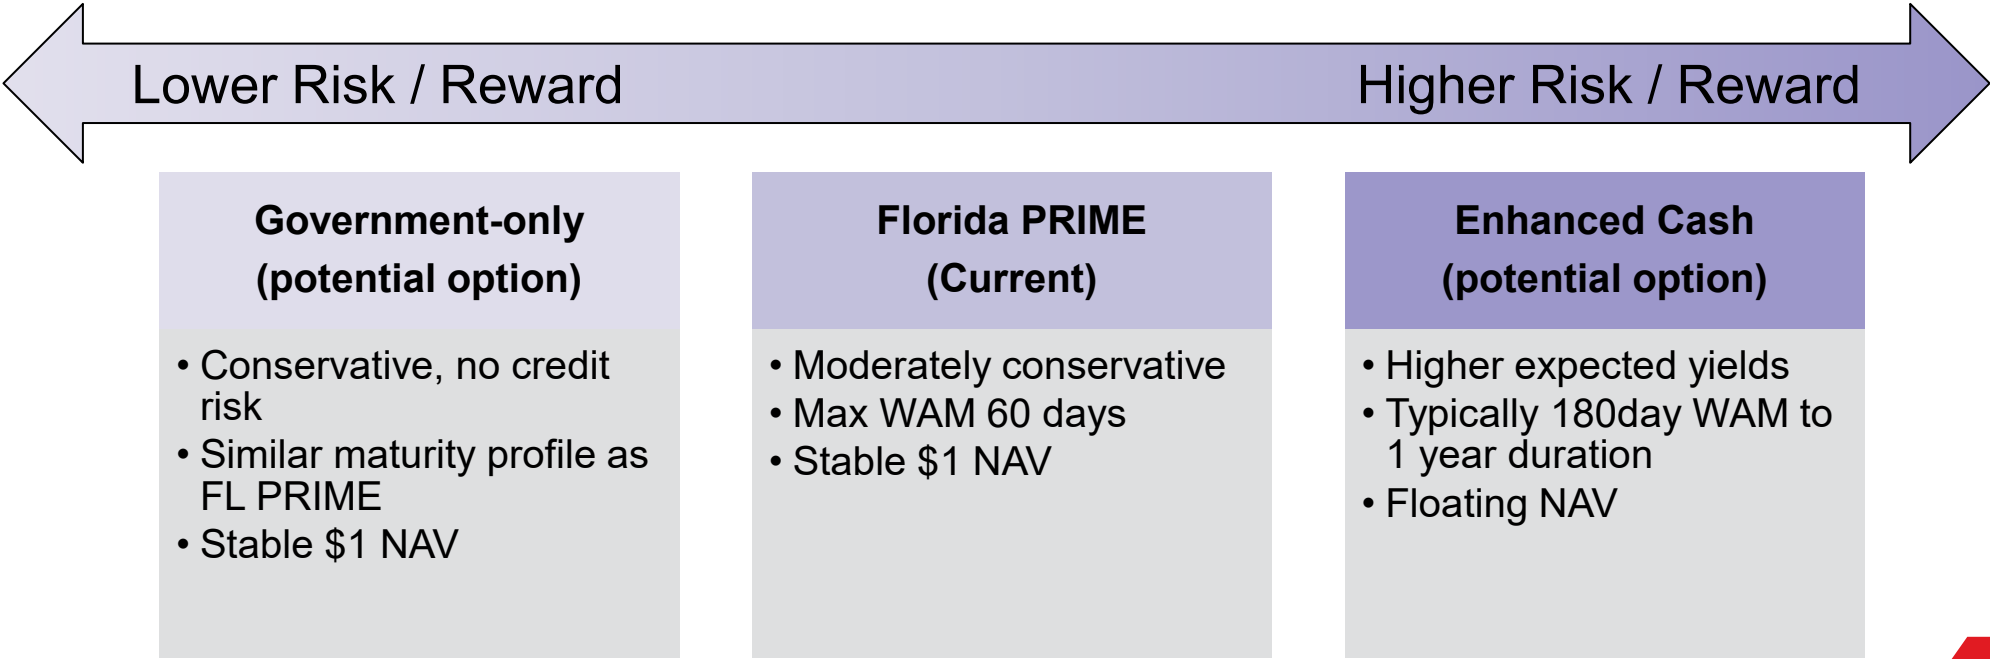 Lower Risk / Reward
Higher Risk / Reward
Government-only
(potential option)
• Conservative, no credit
risk
• Similar maturity profile as
FL PRIME
• Stable $1 NAV
Florida PRIME
(Current)
• Moderately conservative
• Max WAM 60 days
• Stable $1 NAV
Enhanced Cash
(potential option)
• Higher expected yields
• Typically 180day WAM to
1 year duration
• Floating NAV